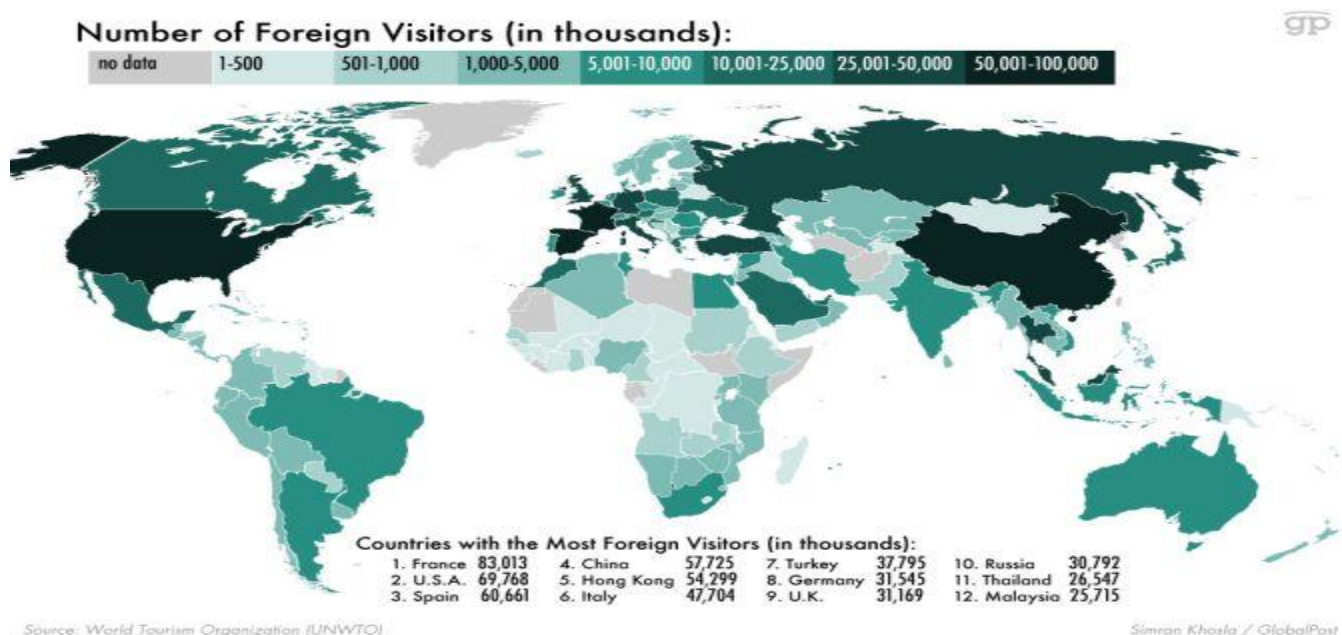 gp
Number of Foreign Visitors (in thousands):
no data 1-500 501-1,000 1,000-5,000 5,001-10,000 10,001-25,000 25,001-50,000 50,001-100,000
Countries with the Most Foreign Visitors (in thousands):
1. France 83,013 4. China 57,725 7. Turkey 37,795 10. Russia 30,792
2. U.S.A. 69,768 5. Hong Kong 54,299 8. Germany 31,545 11. Thailand 26,547
3. Spain 60,661 6. Italy 47,704 9. U.K. 31,169 12. Malaysia 25,715
Source: World Tourism Organization (UNWTO) Simran Khosla / GlobalPost